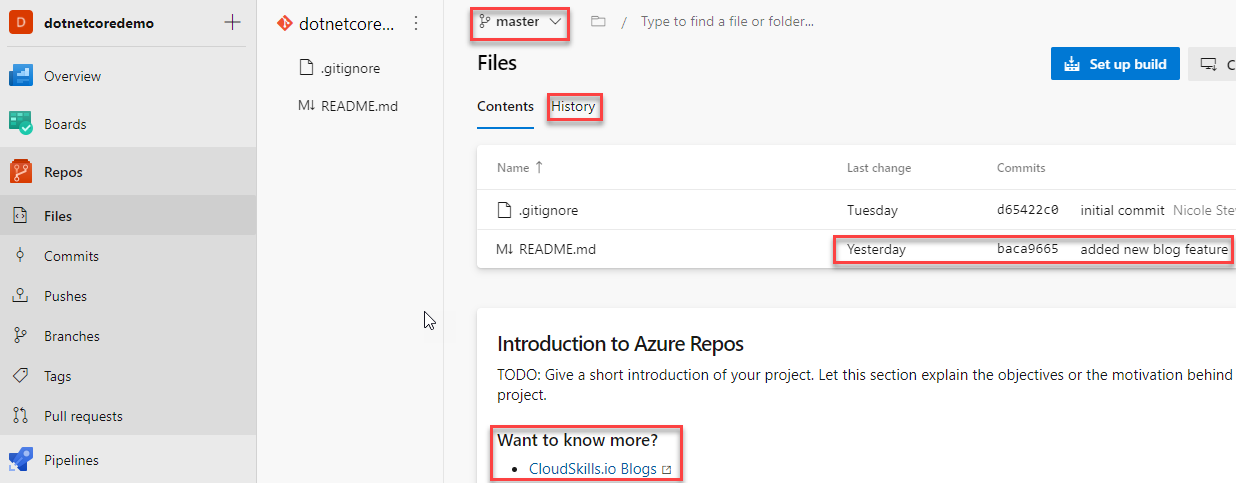 D dotnetcoredemo
Overview
Boards
Repos
Files
Commits
Pushes
Branches
Tags
Pull requests
Pipelines
dotnetcore...
.gitignore
M↓ README.md
master
/ Type to find a file or folder...
Files
Set up build
Contents History
Name ↑ Last change Commits
.gitignore Tuesday d65422c0 initial commit Nicole Ste
M↓ README.md Yesterday baca9665 added new blog feature
Introduction to Azure Repos
TODO: Give a short introduction of your project. Let this section explain the objectives or the motivation behind
project.
Want to know more?
• CloudSkills.io Blogs